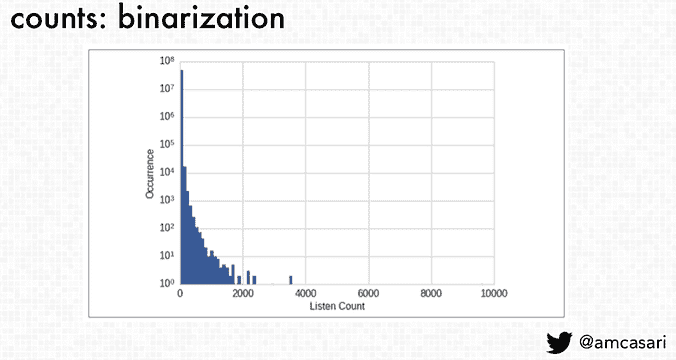 counts: binarization
10⁸
10⁷
10⁶
10⁵
10⁴
10³
10²
10¹
10⁰
Occurrence
0 2000 4000 6000 8000 10000
Listen Count
@amcasari